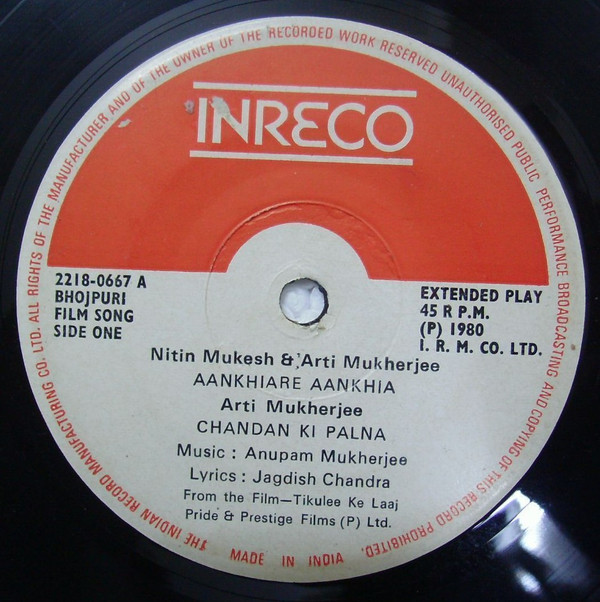 THE INDIAN RECORD MANUFACTURING CO. LTD. ALL RIGHTS OF THE MANUFACTURER AND OF THE OWNER OF THE RECORDED WORK RESERVED UNAUTHORISED PUBLIC PERFORMANCE BROADCASTING AND COPYING OF THIS RECORD PROHIBITED.
INRECO
2218-0667 A
BHOJPURI
FILM SONG
SIDE ONE
EXTENDED PLAY
45 R P.M.
(P) 1980
I. R. M. CO. LTD.
Nitin Mukesh & Arti Mukherjee
AANKHIARE AANKHIA
Arti Mukherjee
CHANDAN KI PALNA
Music : Anupam Mukherjee
Lyrics : Jagdish Chandra
From the Film—Tikulee Ke Laaj
Pride & Prestige Films (P) Ltd.
MADE IN INDIA